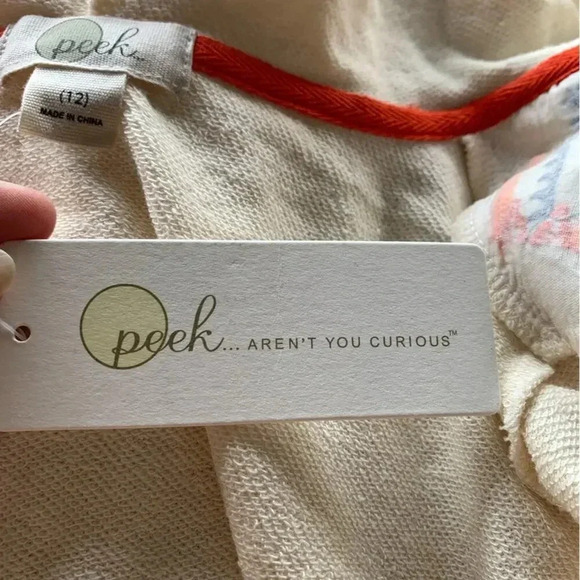 peek...
(12)
MADE IN CHINA
peek... AREN'T YOU CURIOUS™